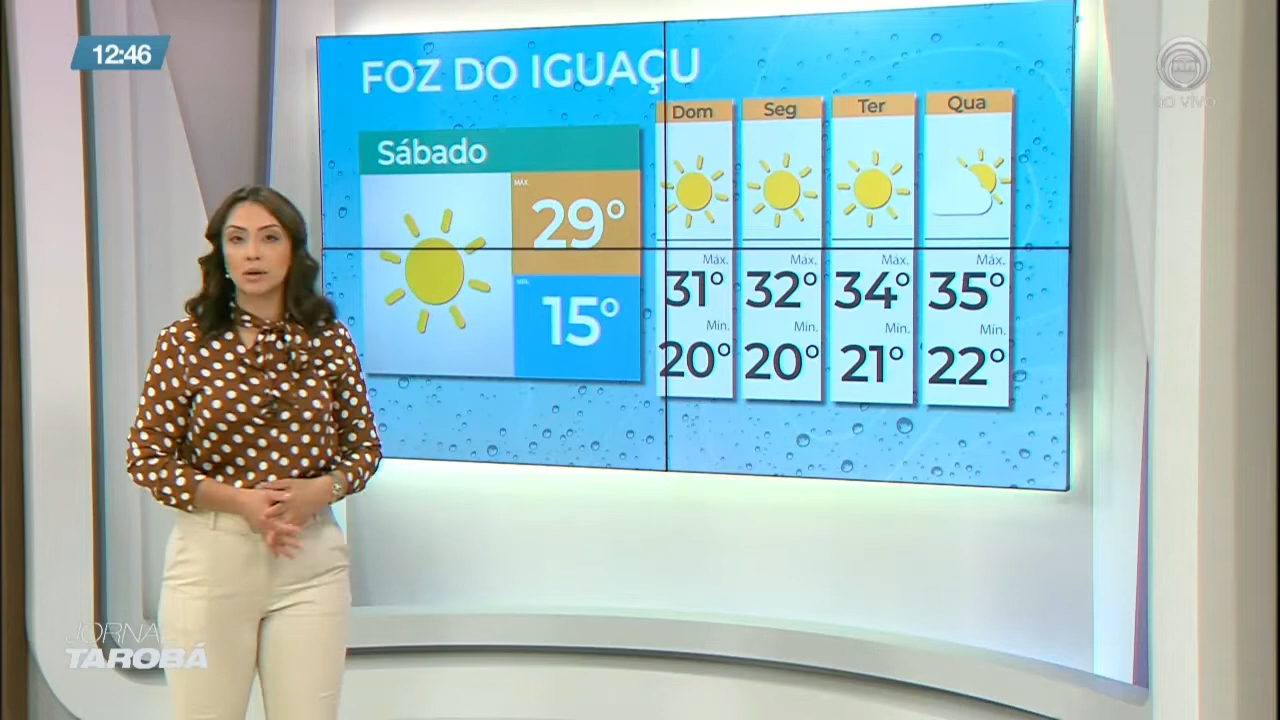 12:46
AO VIVO
FOZ DO IGUAÇU
Sábado
MÁX.
29°
MÍN.
15°
Dom
Máx.
31°
Mín.
20°
Seg
Máx.
32°
Mín.
20°
Ter
Máx.
34°
Mín.
21°
Qua
Máx.
35°
Mín.
22°
JORNAL
TAROBÁ